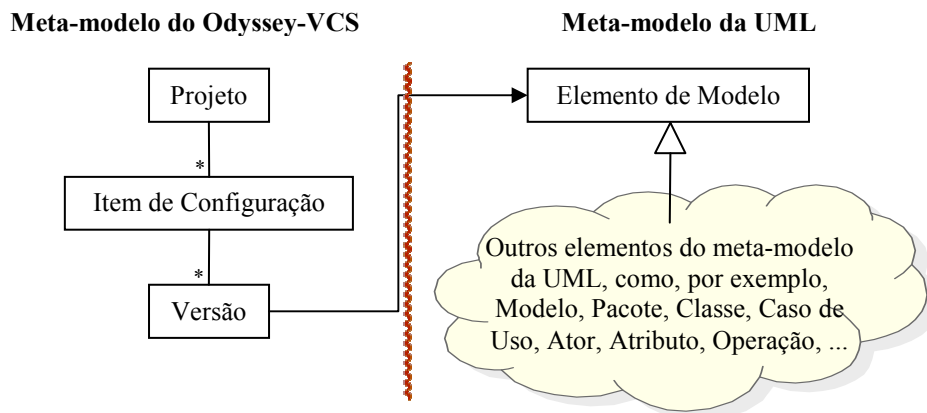 Meta-modelo do Odyssey-VCS
Meta-modelo da UML
Projeto
*
Item de Configuração
*
Versão
Elemento de Modelo
Outros elementos do meta-modelo
da UML, como, por exemplo,
Modelo, Pacote, Classe, Caso de
Uso, Ator, Atributo, Operação, ...